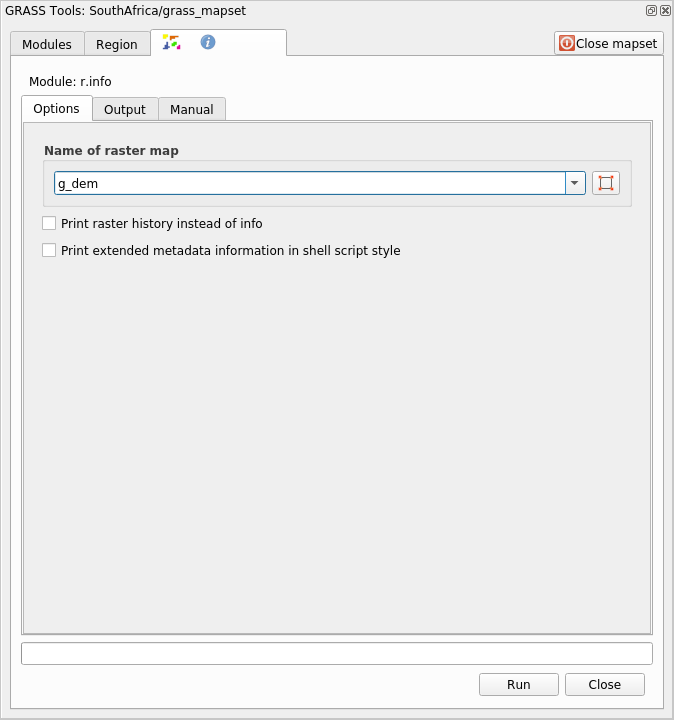 GRASS Tools: SouthAfrica/grass_mapset
Modules Region Close mapset
Module: r.info
Options Output Manual
Name of raster map
g_dem
Print raster history instead of info
Print extended metadata information in shell script style
Run Close